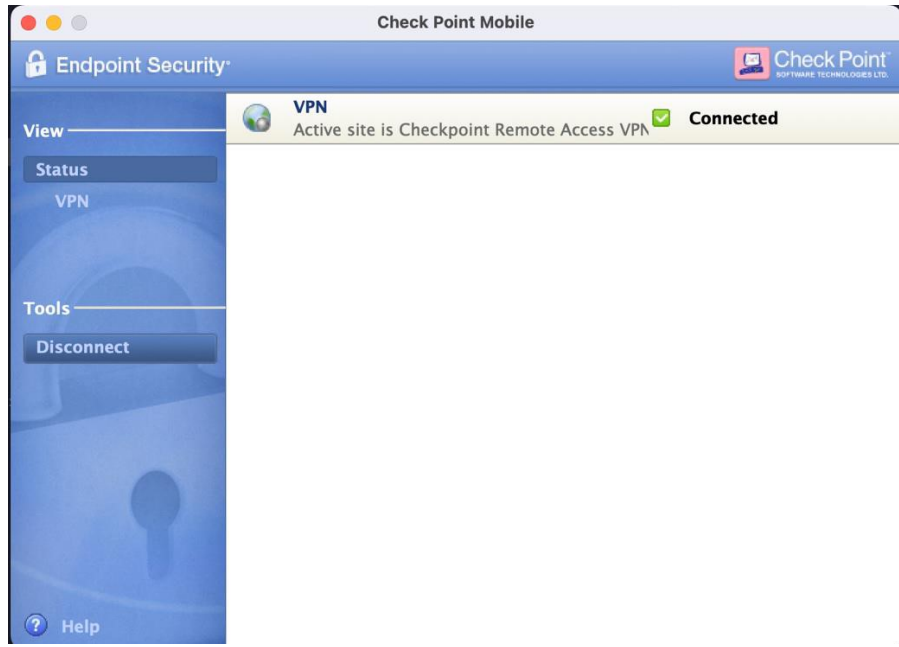 Check Point Mobile
Endpoint Security
Check Point™
SOFTWARE TECHNOLOGIES LTD.
View
Status
VPN
Tools
Disconnect
Help
VPN
Active site is Checkpoint Remote Access VPN
Connected
?